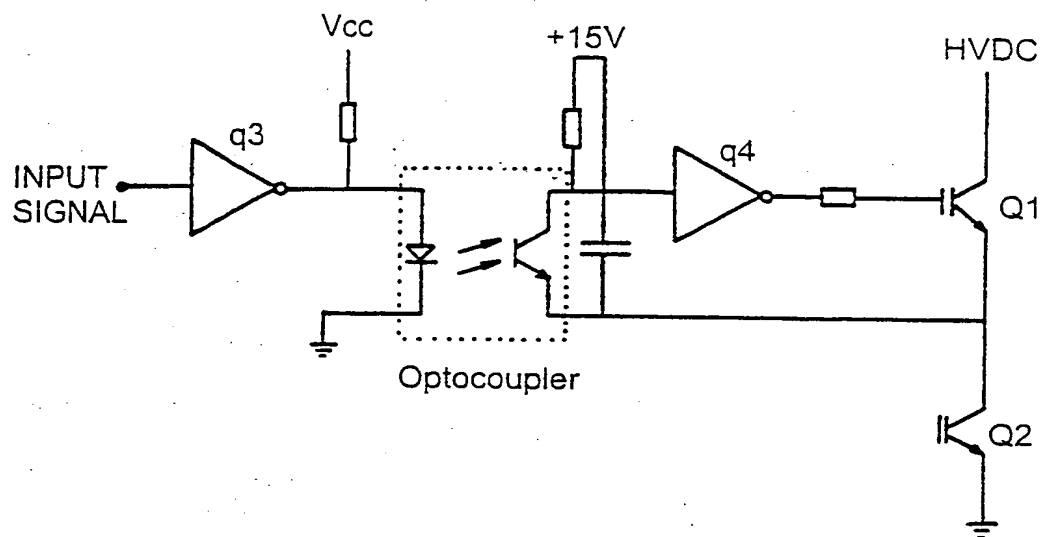 Vcc
+15V
HVDC
q3
q4
INPUT
SIGNAL
Q1
Optocoupler
Q2